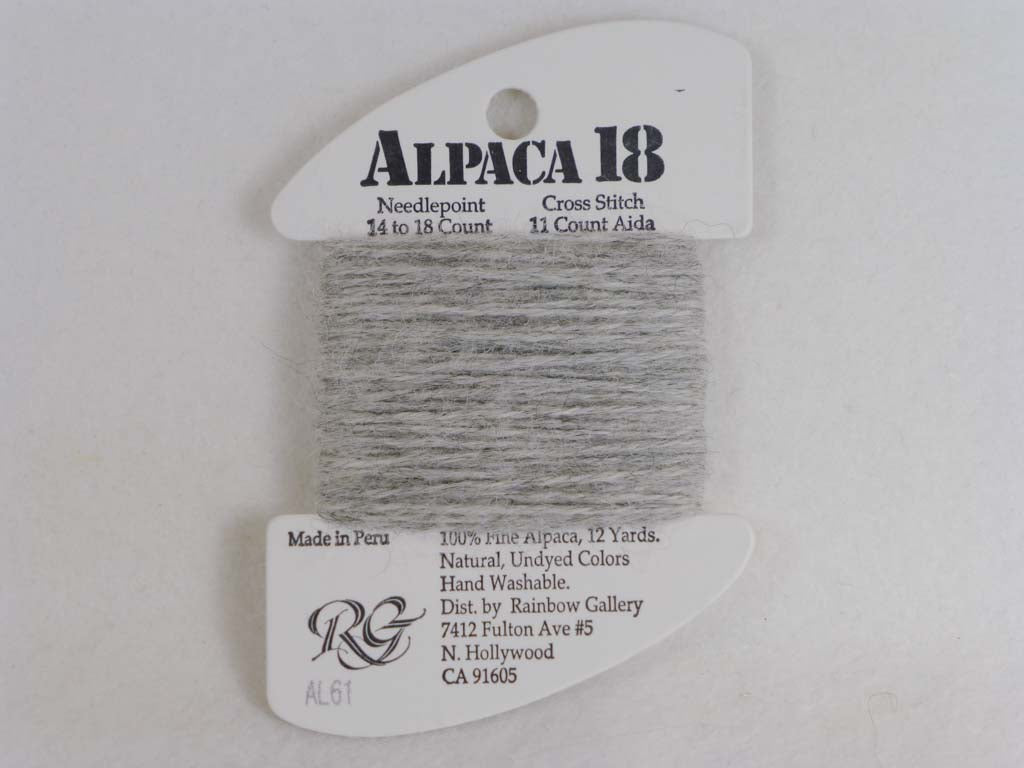 ALPACA 18
Needlepoint Cross Stitch
14 to 18 Count 11 Count Aida
Made in Peru
100% Fine Alpaca, 12 Yards.
Natural, Undyed Colors
Hand Washable.
Dist. by Rainbow Gallery
7412 Fulton Ave #5
N. Hollywood
CA 91605
RG
AL61